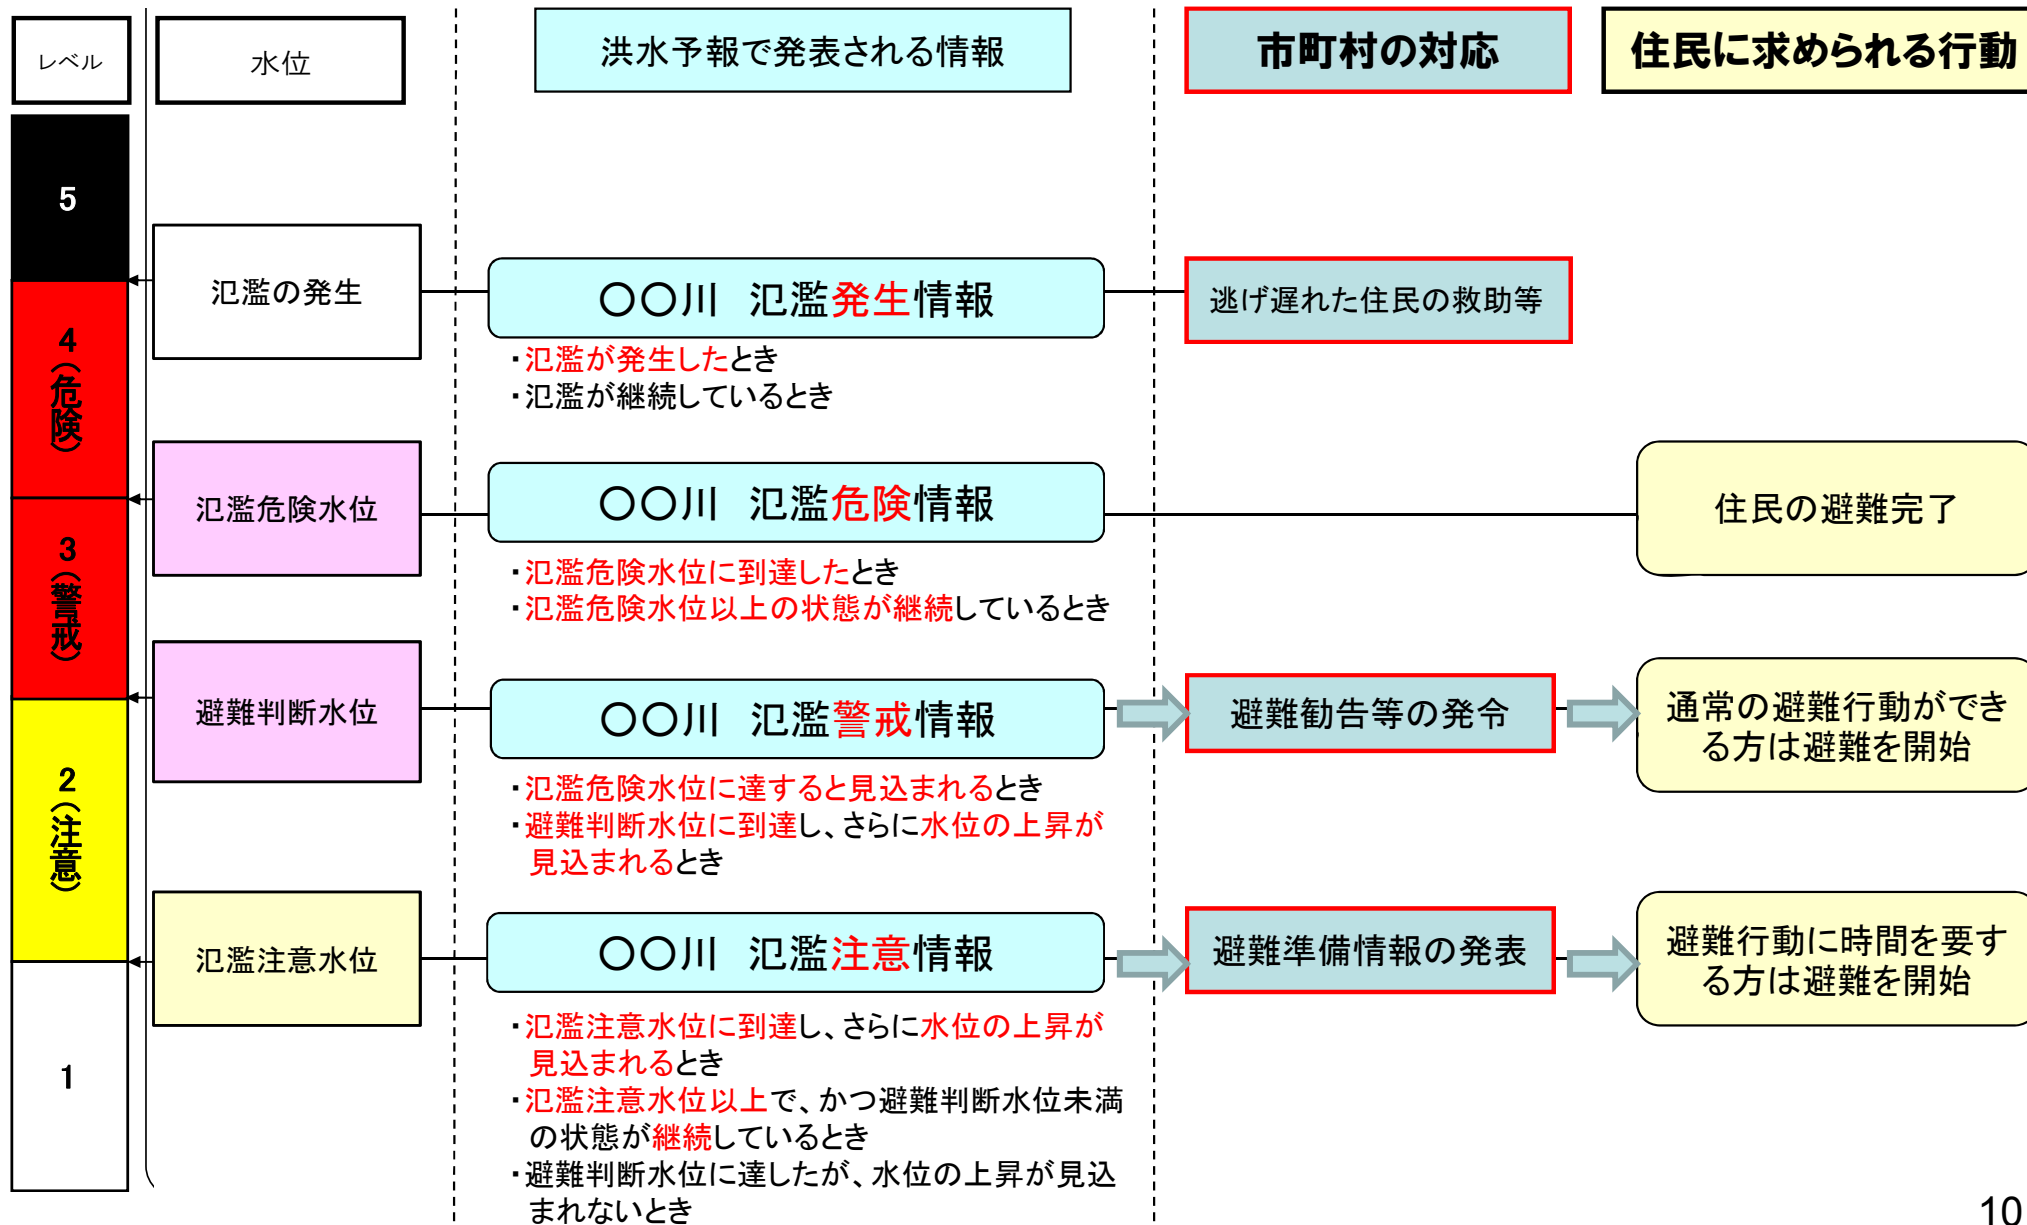 レベル
水位
洪水予報で発表される情報
市町村の対応
住民に求められる行動
5
氾濫の発生
〇〇川 氾濫発生情報
・氾濫が発生したとき
・氾濫が継続しているとき
逃げ遅れた住民の救助等
4(危険)
氾濫危険水位
〇〇川 氾濫危険情報
・氾濫危険水位に到達したとき
・氾濫危険水位以上の状態が継続しているとき
住民の避難完了
3(警戒)
避難判断水位
〇〇川 氾濫警戒情報
・氾濫危険水位に達すると見込まれるとき
・避難判断水位に到達し、さらに水位の上昇が
見込まれるとき
避難勧告等の発令
通常の避難行動ができ
る方は避難を開始
2(注意)
氾濫注意水位
〇〇川 氾濫注意情報
・氾濫注意水位に到達し、さらに水位の上昇が
見込まれるとき
・氾濫注意水位以上で、かつ避難判断水位未満
の状態が継続しているとき
・避難判断水位に達したが、水位の上昇が見込
まれないとき
避難準備情報の発表
避難行動に時間を要す
る方は避難を開始
1
10